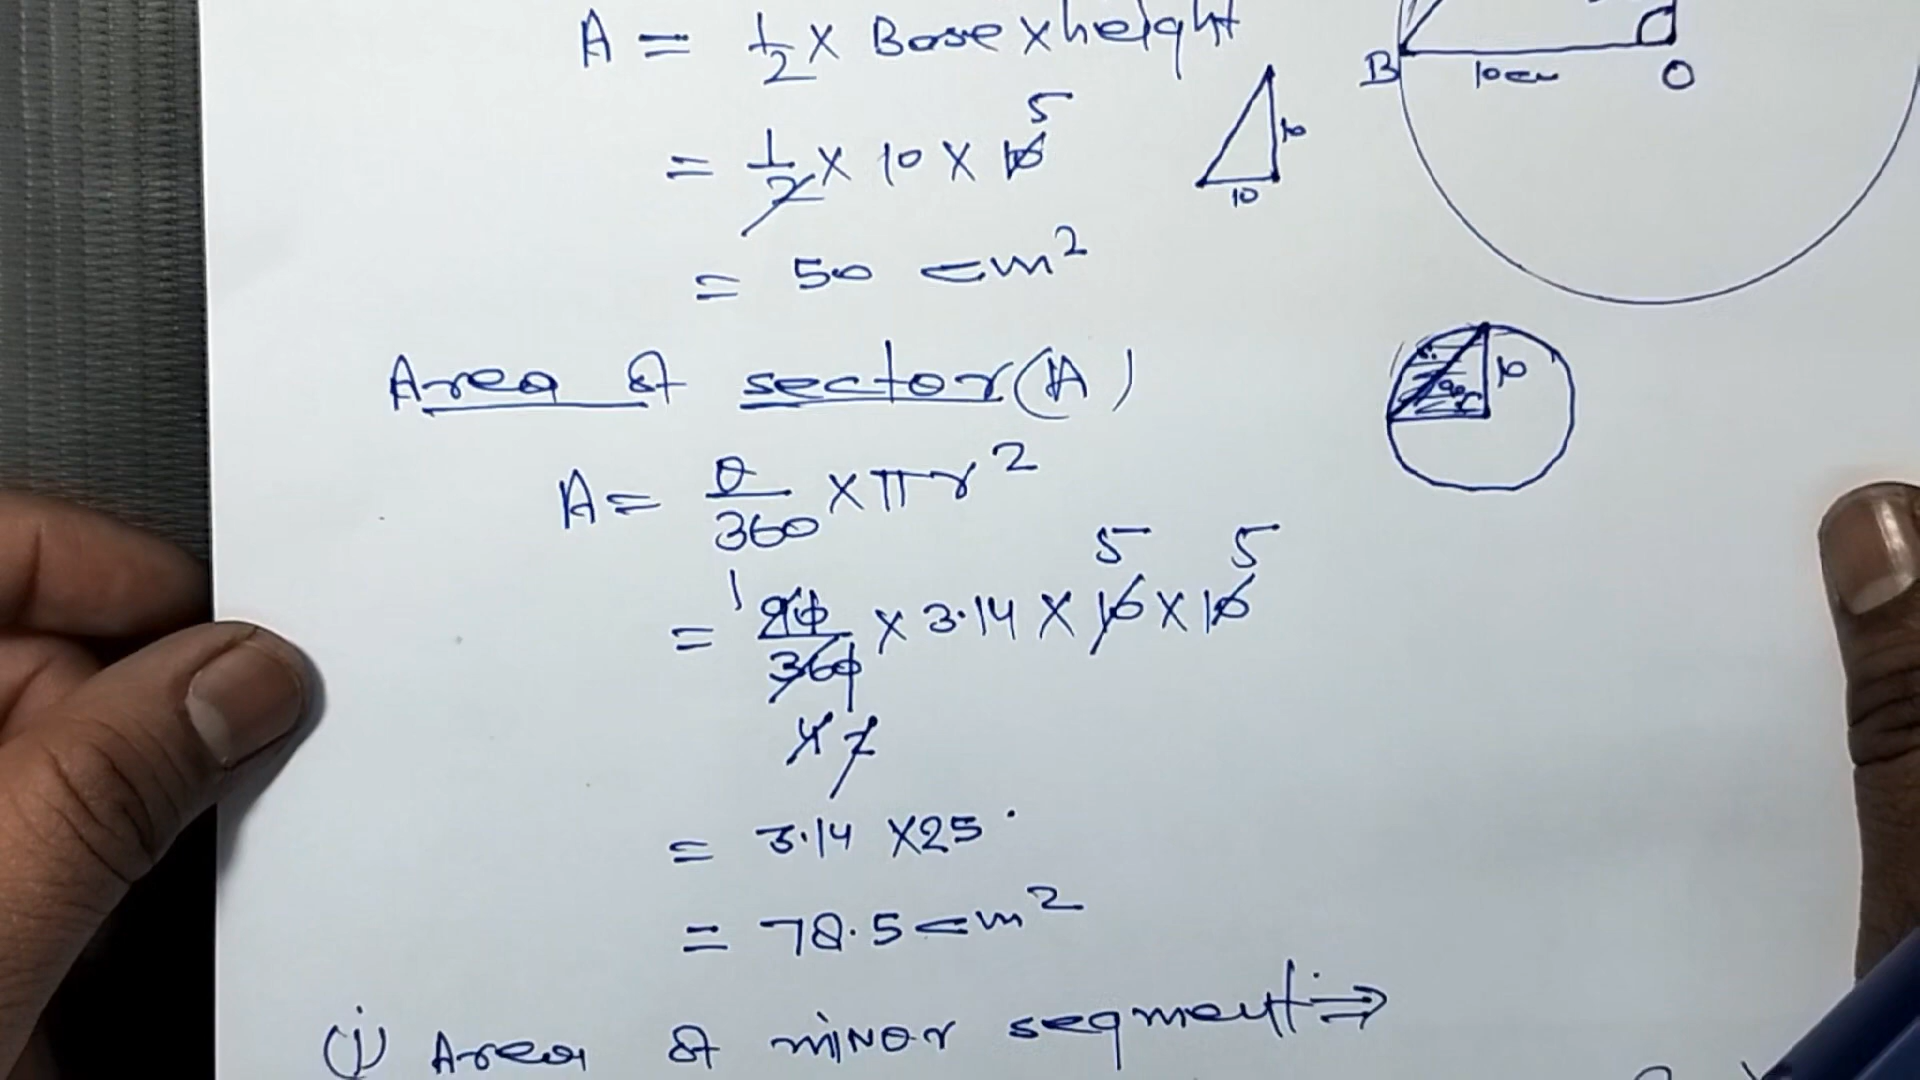 A = 1/2 × Base × height
B 10cm O
5
= 1/2 × 10 × 10
10
10
= 50 cm²
Area of sector (A)
10
90°
A = θ/360 × πr²
5 5
1
= 90/360 × 3.14 × 10 × 10
4 2
= 3.14 × 25
= 78.5 cm²
(i) Area of minor segment :⇒